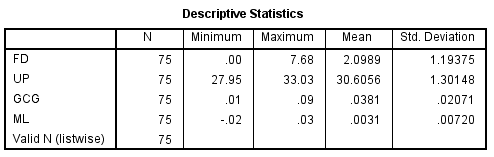 Descriptive Statistics
N Minimum Maximum Mean Std. Deviation
FD 75 .00 7.68 2.0989 1.19375
UP 75 27.95 33.03 30.6056 1.30148
GCG 75 .01 .09 .0381 .02071
ML 75 -.02 .03 .0031 .00720
Valid N (listwise) 75